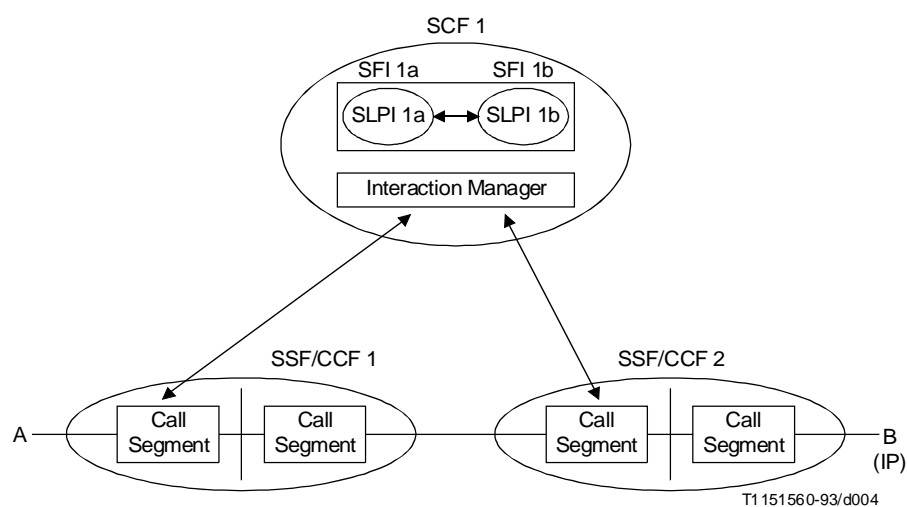 SCF 1
SFI 1a SFI 1b
SLPI 1a SLPI 1b
Interaction Manager
SSF/CCF 1 SSF/CCF 2
A
Call
Segment
Call
Segment
Call
Segment
Call
Segment
B
(IP)
T1151560-93/d004